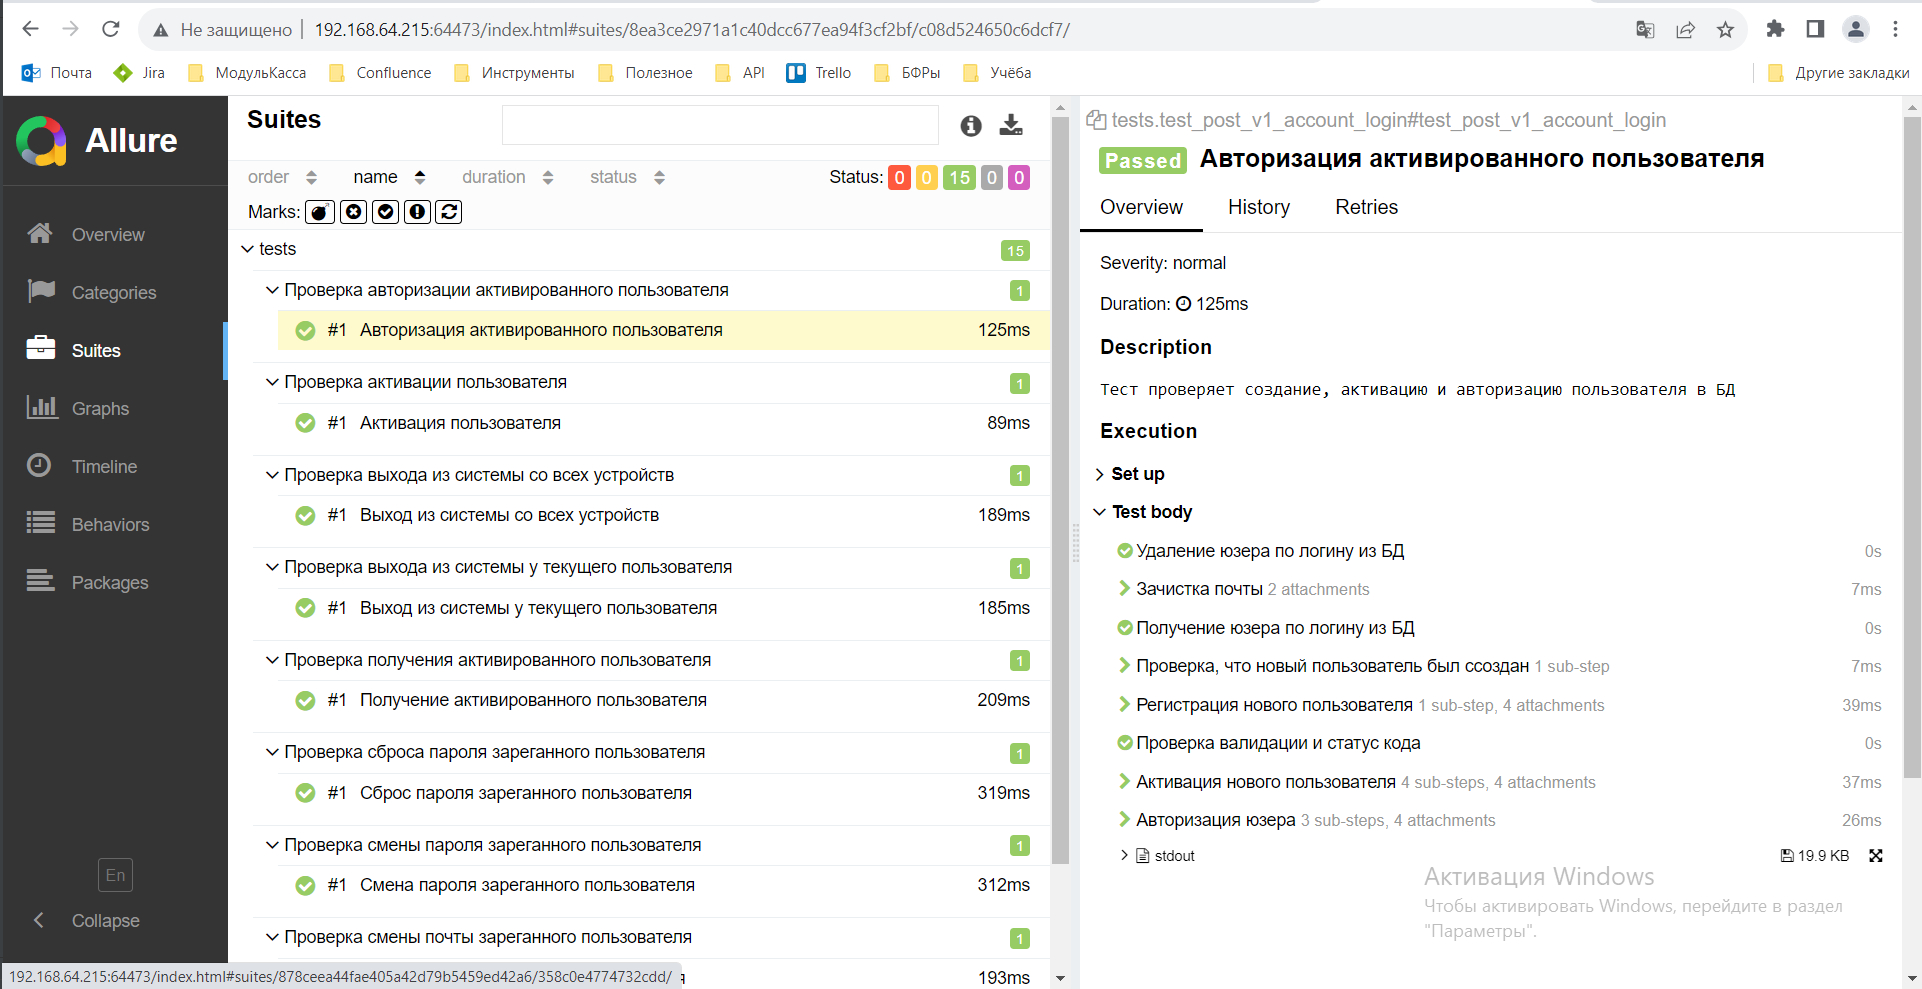 Не защищено
192.168.64.215:64473/index.html#suites/8ea3ce2971a1c40dcc677ea94f3cf2bf/c08d524650c6dcf7/
Почта Jira МодульКасса Confluence Инструменты Полезное API Trello БФРы Учёба Другие закладки
Allure
Overview
Categories
Suites
Graphs
Timeline
Behaviors
Packages
En
Collapse
Suites
order name duration status Status: 0 0 15 0 0
Marks:
tests 15
Проверка авторизации активированного пользователя 1
#1 Авторизация активированного пользователя 125ms
Проверка активации пользователя 1
#1 Активация пользователя 89ms
Проверка выхода из системы со всех устройств 1
#1 Выход из системы со всех устройств 189ms
Проверка выхода из системы у текущего пользователя 1
#1 Выход из системы у текущего пользователя 185ms
Проверка получения активированного пользователя 1
#1 Получение активированного пользователя 209ms
Проверка сброса пароля зареганного пользователя 1
#1 Сброс пароля зареганного пользователя 319ms
Проверка смены пароля зареганного пользователя 1
#1 Смена пароля зареганного пользователя 312ms
Проверка смены почты зареганного пользователя 1
я 193ms
192.168.64.215:64473/index.html#suites/878ceea44fae405a42d79b5459ed42a6/358c0e4774732cdd/
tests.test_post_v1_account_login#test_post_v1_account_login
Passed Авторизация активированного пользователя
Overview History Retries
Severity: normal
Duration: 125ms
Description
Тест проверяет создание, активацию и авторизацию пользователя в БД
Execution
Set up
Test body
Удаление юзера по логину из БД 0s
Зачистка почты 2 attachments 7ms
Получение юзера по логину из БД 0s
Проверка, что новый пользователь был ссоздан 1 sub-step 7ms
Регистрация нового пользователя 1 sub-step, 4 attachments 39ms
Проверка валидации и статус кода 0s
Активация нового пользователя 4 sub-steps, 4 attachments 37ms
Авторизация юзера 3 sub-steps, 4 attachments 26ms
stdout 19.9 KB
Активация Windows
Чтобы активировать Windows, перейдите в раздел
"Параметры".